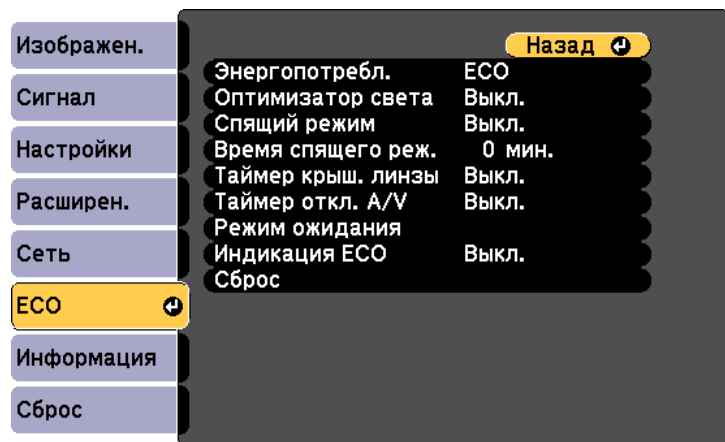 Изображен.
Сигнал
Настройки
Расширен.
Сеть
ECO
Информация
Сброс
Назад
Энергопотребл. ECO
Оптимизатор света Выкл.
Спящий режим Выкл.
Время спящего реж. 0 мин.
Таймер крыш. линзы Выкл.
Таймер откл. A/V Выкл.
Режим ожидания
Индикация ECO Выкл.
Сброс